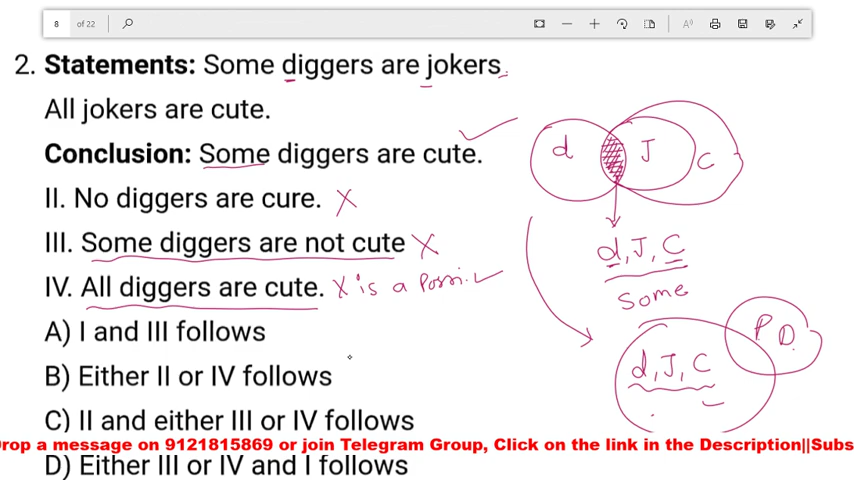 8 of 22
2. Statements: Some diggers are jokers.
All jokers are cute.
Conclusion: Some diggers are cute.
II. No diggers are cure. X
III. Some diggers are not cute X
IV. All diggers are cute. X is a Possi.
A) I and III follows
B) Either II or IV follows
C) II and either III or IV follows
D) Either III or IV and I follows
d J C
d, J, C
Some
P D.
d, J, C
rop a message on 9121815869 or join Telegram Group, Click on the link in the Description||Subs